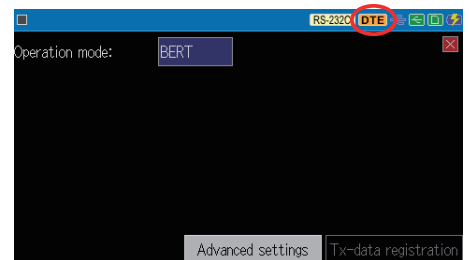 RS-232C DTE
Operation mode: BERT
Advanced settings Tx-data registration